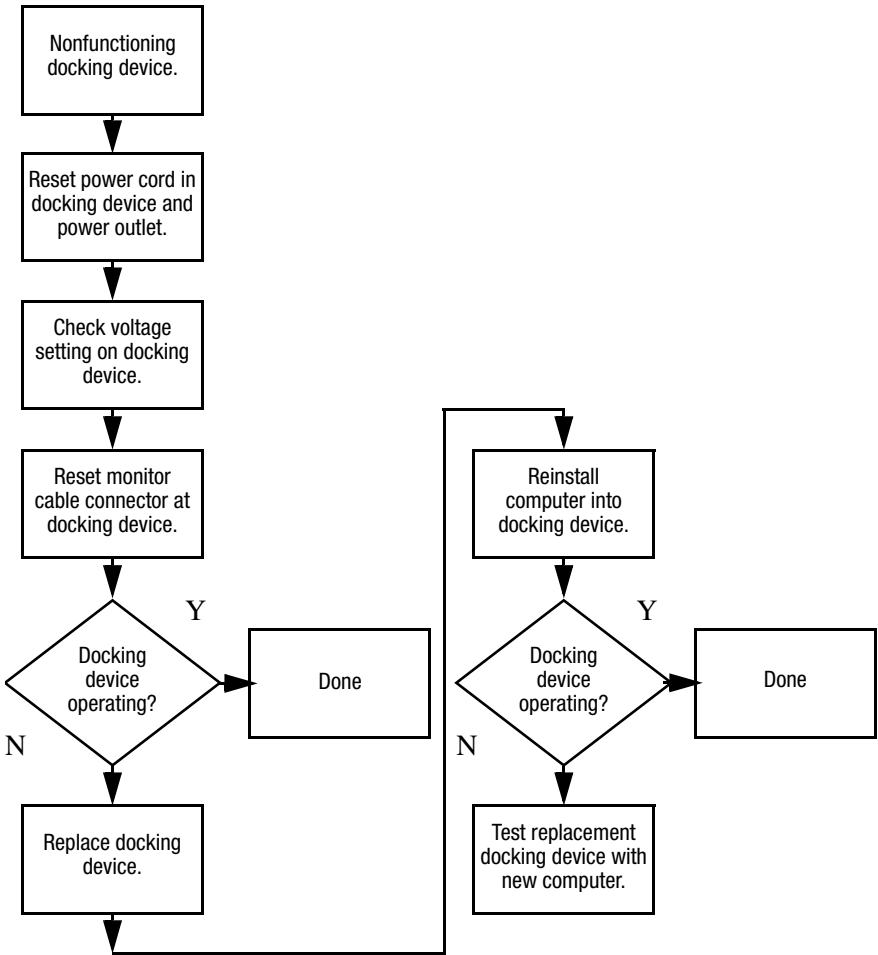 Nonfunctioning
docking device.
Reset power cord in
docking device and
power outlet.
Check voltage
setting on docking
device.
Reset monitor
cable connector at
docking device.
Y
Docking
device
operating?
Done
N
Replace docking
device.
Reinstall
computer into
docking device.
Y
Docking
device
operating?
Done
N
Test replacement
docking device with
new computer.